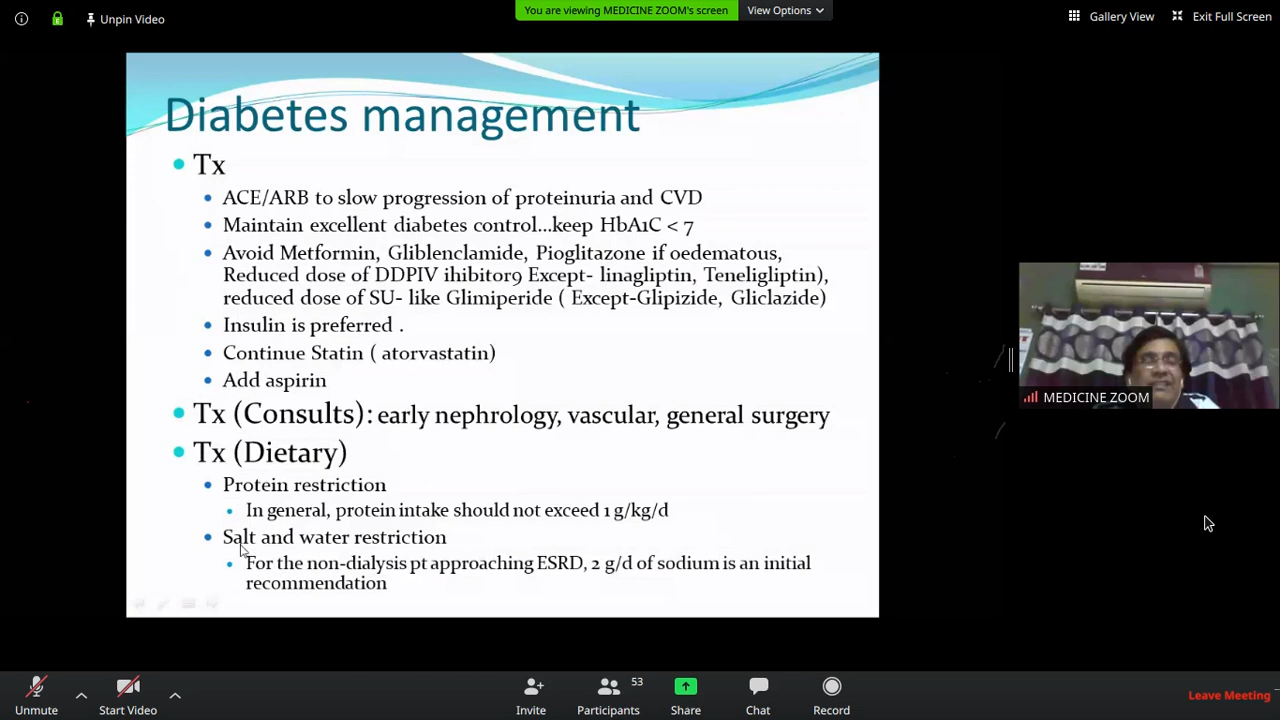 Unpin Video
You are viewing MEDICINE ZOOM's screen
View Options
Gallery View
Exit Full Screen
Diabetes management
Tx
ACE/ARB to slow progression of proteinuria and CVD
Maintain excellent diabetes control...keep HbA1C < 7
Avoid Metformin, Gliblenclamide, Pioglitazone if oedematous,
Reduced dose of DDPIV ihibitor9 Except- linagliptin, Teneligliptin),
reduced dose of SU- like Glimiperide ( Except-Glipizide, Gliclazide)
Insulin is preferred .
Continue Statin ( atorvastatin)
Add aspirin
Tx (Consults): early nephrology, vascular, general surgery
Tx (Dietary)
Protein restriction
In general, protein intake should not exceed 1 g/kg/d
Salt and water restriction
For the non-dialysis pt approaching ESRD, 2 g/d of sodium is an initial
recommendation
MEDICINE ZOOM
Unmute
Start Video
Invite
Participants
53
Share
Chat
Record
Leave Meeting